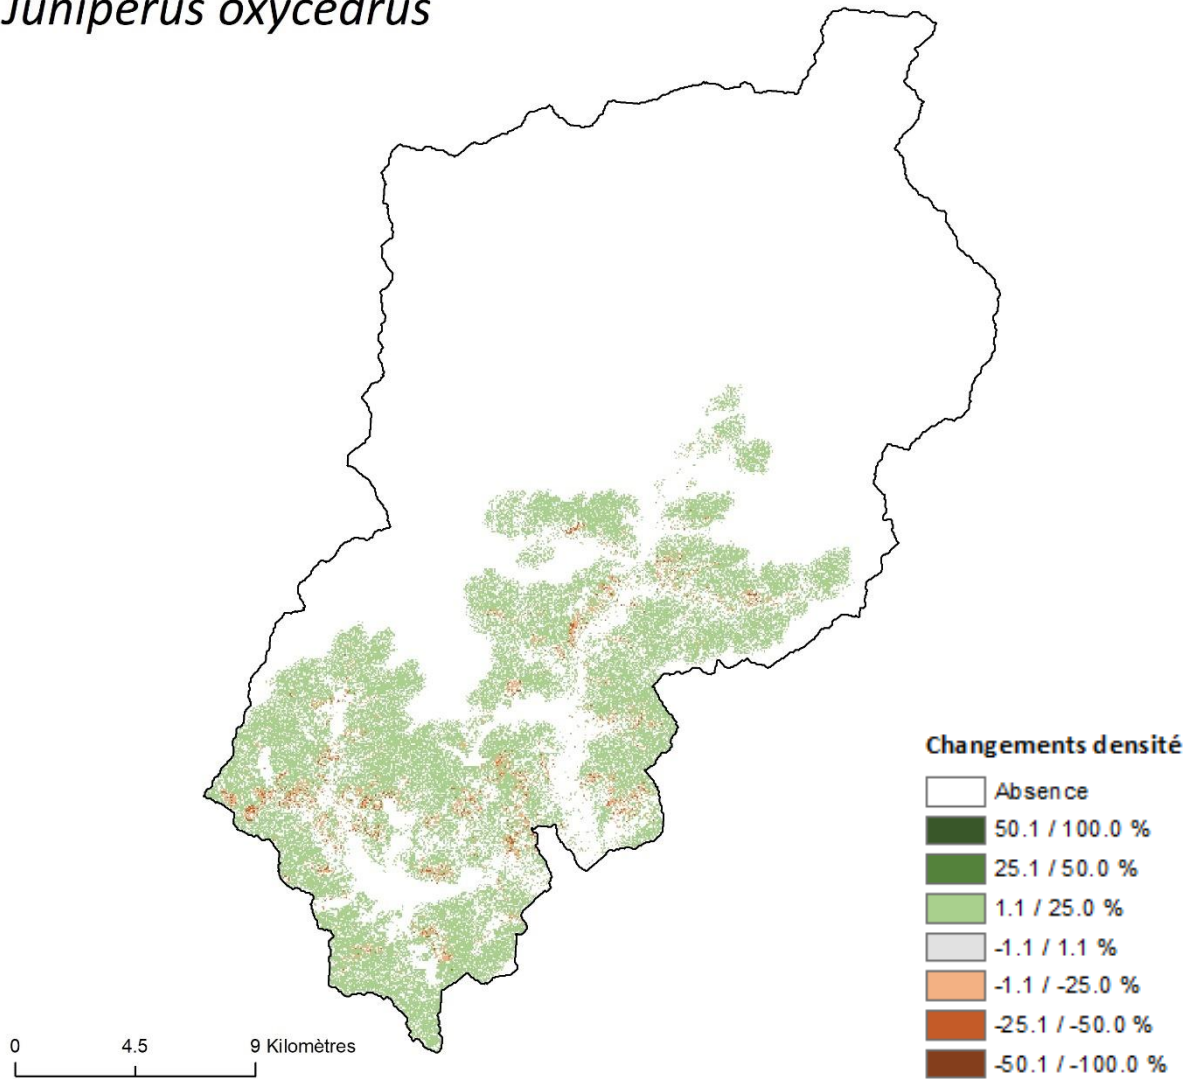 Juniperus oxycedrus
Changements densité
Absence
50.1 / 100.0 %
25.1 / 50.0 %
1.1 / 25.0 %
-1.1 / 1.1 %
-1.1 / -25.0 %
-25.1 / -50.0 %
-50.1 / -100.0 %
0 4.5 9 Kilomètres